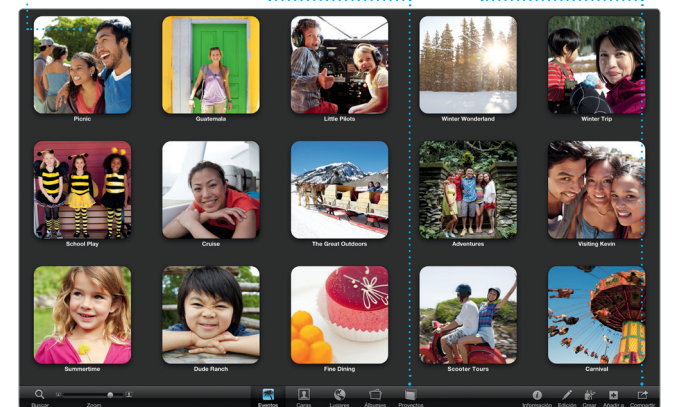 Picnic Guatemala Little Pilots Winter Wonderland Winter Trip
School Play Cruise The Great Outdoors Adventures Visiting Kevin
Summertime Dude Ranch Fine Dining Scooter Tours Carnival
Buscar Zoom Eventos Caras Lugares Álbumes Proyectos Información Edición Crear Añadir a Compartir